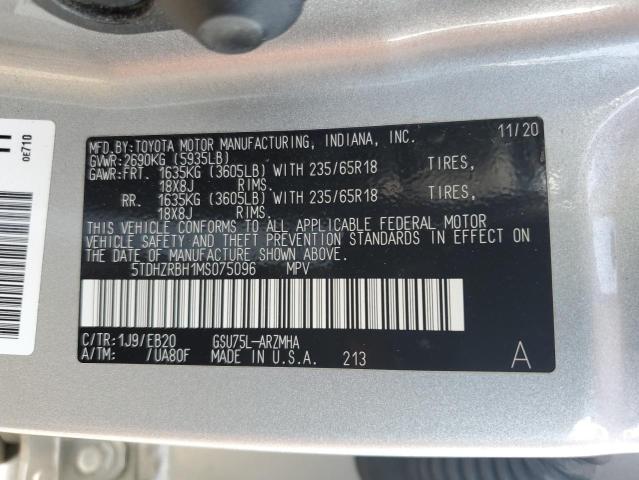 MFD.BY:TOYOTA MOTOR MANUFACTURING, INDIANA, INC. 11/20
GVWR:2690KG (5935LB)
GAWR:FRT. 1635KG (3605LB) WITH 235/65R18 TIRES,
18X8J RIMS.
RR. 1635KG (3605LB) WITH 235/65R18 TIRES,
18X8J RIMS.
THIS VEHICLE CONFORMS TO ALL APPLICABLE FEDERAL MOTOR
VEHICLE SAFETY AND THEFT PREVENTION STANDARDS IN EFFECT ON
THE DATE OF MANUFACTURE SHOWN ABOVE.
5TDHZRBH1MS075096 MPV
C/TR:1J9/EB20 GSU75L-ARZMHA
A/TM: /UA80F MADE IN U.S.A. 213 A
0E710